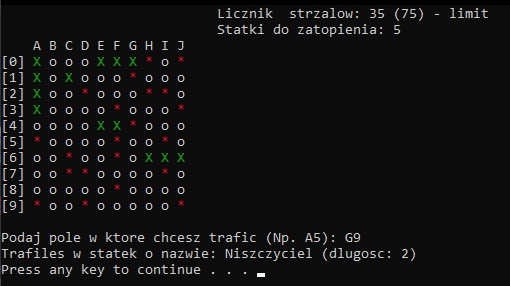 Licznik strzalow: 35 (75) - limit
Statki do zatopienia: 5
A B C D E F G H I J
[0] X o o o X X X * o *
[1] X o X o o o * o o o
[2] X o o * o o o * * o
[3] X o o o o * o o o *
[4] o o o o X X * o o o
[5] * o o o o * o o * o
[6] o o * o o * o X X X
[7] o o * * o o o o * o
[8] o o o o o * o o o o
[9] * o o * o o o o o *
Podaj pole w ktore chcesz trafic (Np. A5): G9
Trafiles w statek o nazwie: Niszczyciel (dlugosc: 2)
Press any key to continue . . .